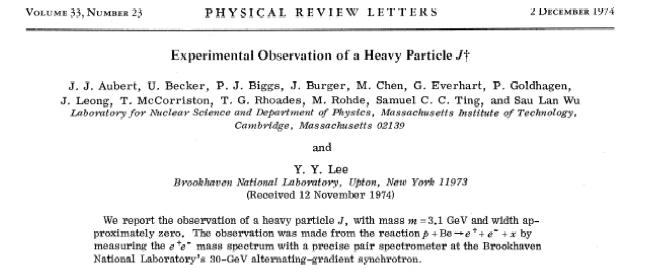 VOLUME 33, NUMBER 23 PHYSICAL REVIEW LETTERS 2 DECEMBER 1974
Experimental Observation of a Heavy Particle J†
J. J. Aubert, U. Becker, P. J. Biggs, J. Burger, M. Chen, G. Everhart, P. Goldhagen,
J. Leong, T. McCorriston, T. G. Rhoades, M. Rohde, Samuel C. C. Ting, and Sau Lan Wu
Laboratory for Nuclear Science and Department of Physics, Massachusetts Institute of Technology,
Cambridge, Massachusetts 02139
and
Y. Y. Lee
Brookhaven National Laboratory, Upton, New York 11973
(Received 12 November 1974)
We report the observation of a heavy particle J, with mass m = 3.1 GeV and width ap-
proximately zero. The observation was made from the reaction p + Be → e⁺ + e⁻ + x by
measuring the e⁺e⁻ mass spectrum with a precise pair spectrometer at the Brookhaven
National Laboratory's 30-GeV alternating-gradient synchrotron.